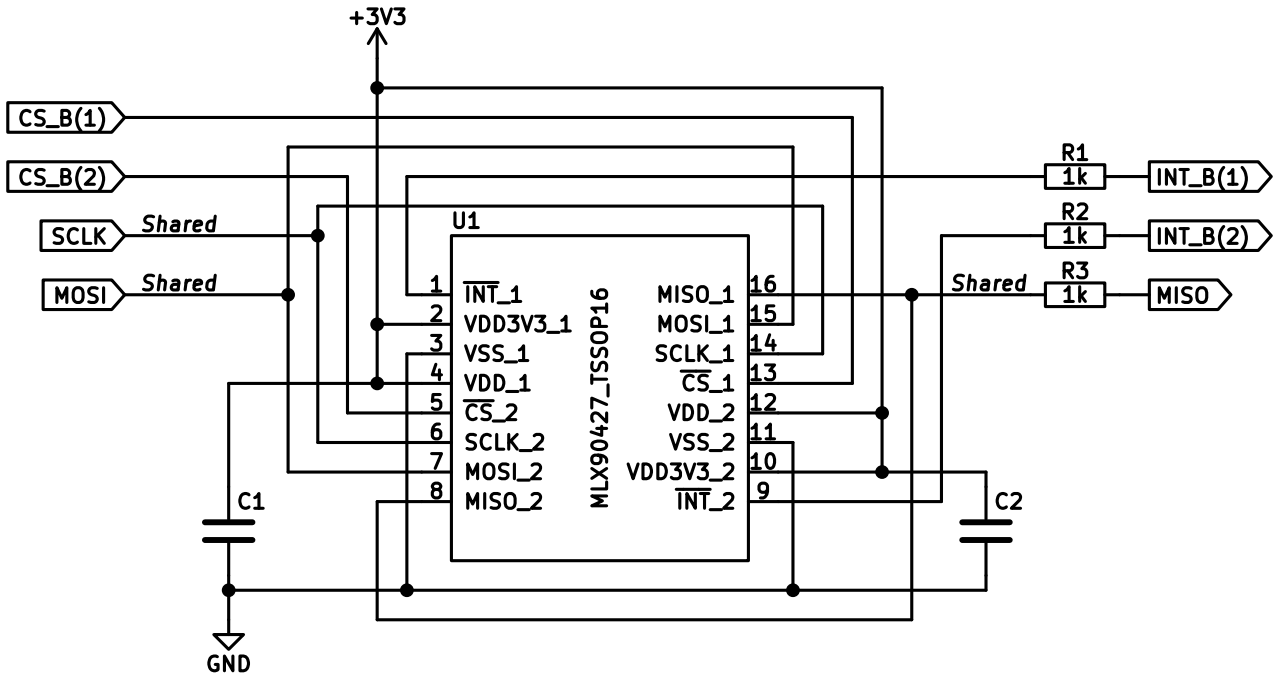 +3V3
CS_B(1)
CS_B(2)
SCLK
Shared
MOSI
Shared
R1
1k
INT_B(1)
R2
1k
INT_B(2)
Shared
R3
1k
MISO
U1
MLX90427_TSSOP16
1 INT_1
2 VDD3V3_1
3 VSS_1
4 VDD_1
5 CS_2
6 SCLK_2
7 MOSI_2
8 MISO_2
MISO_1 16
MOSI_1 15
SCLK_1 14
CS_1 13
VDD_2 12
VSS_2 11
VDD3V3_2 10
INT_2 9
C1
C2
GND